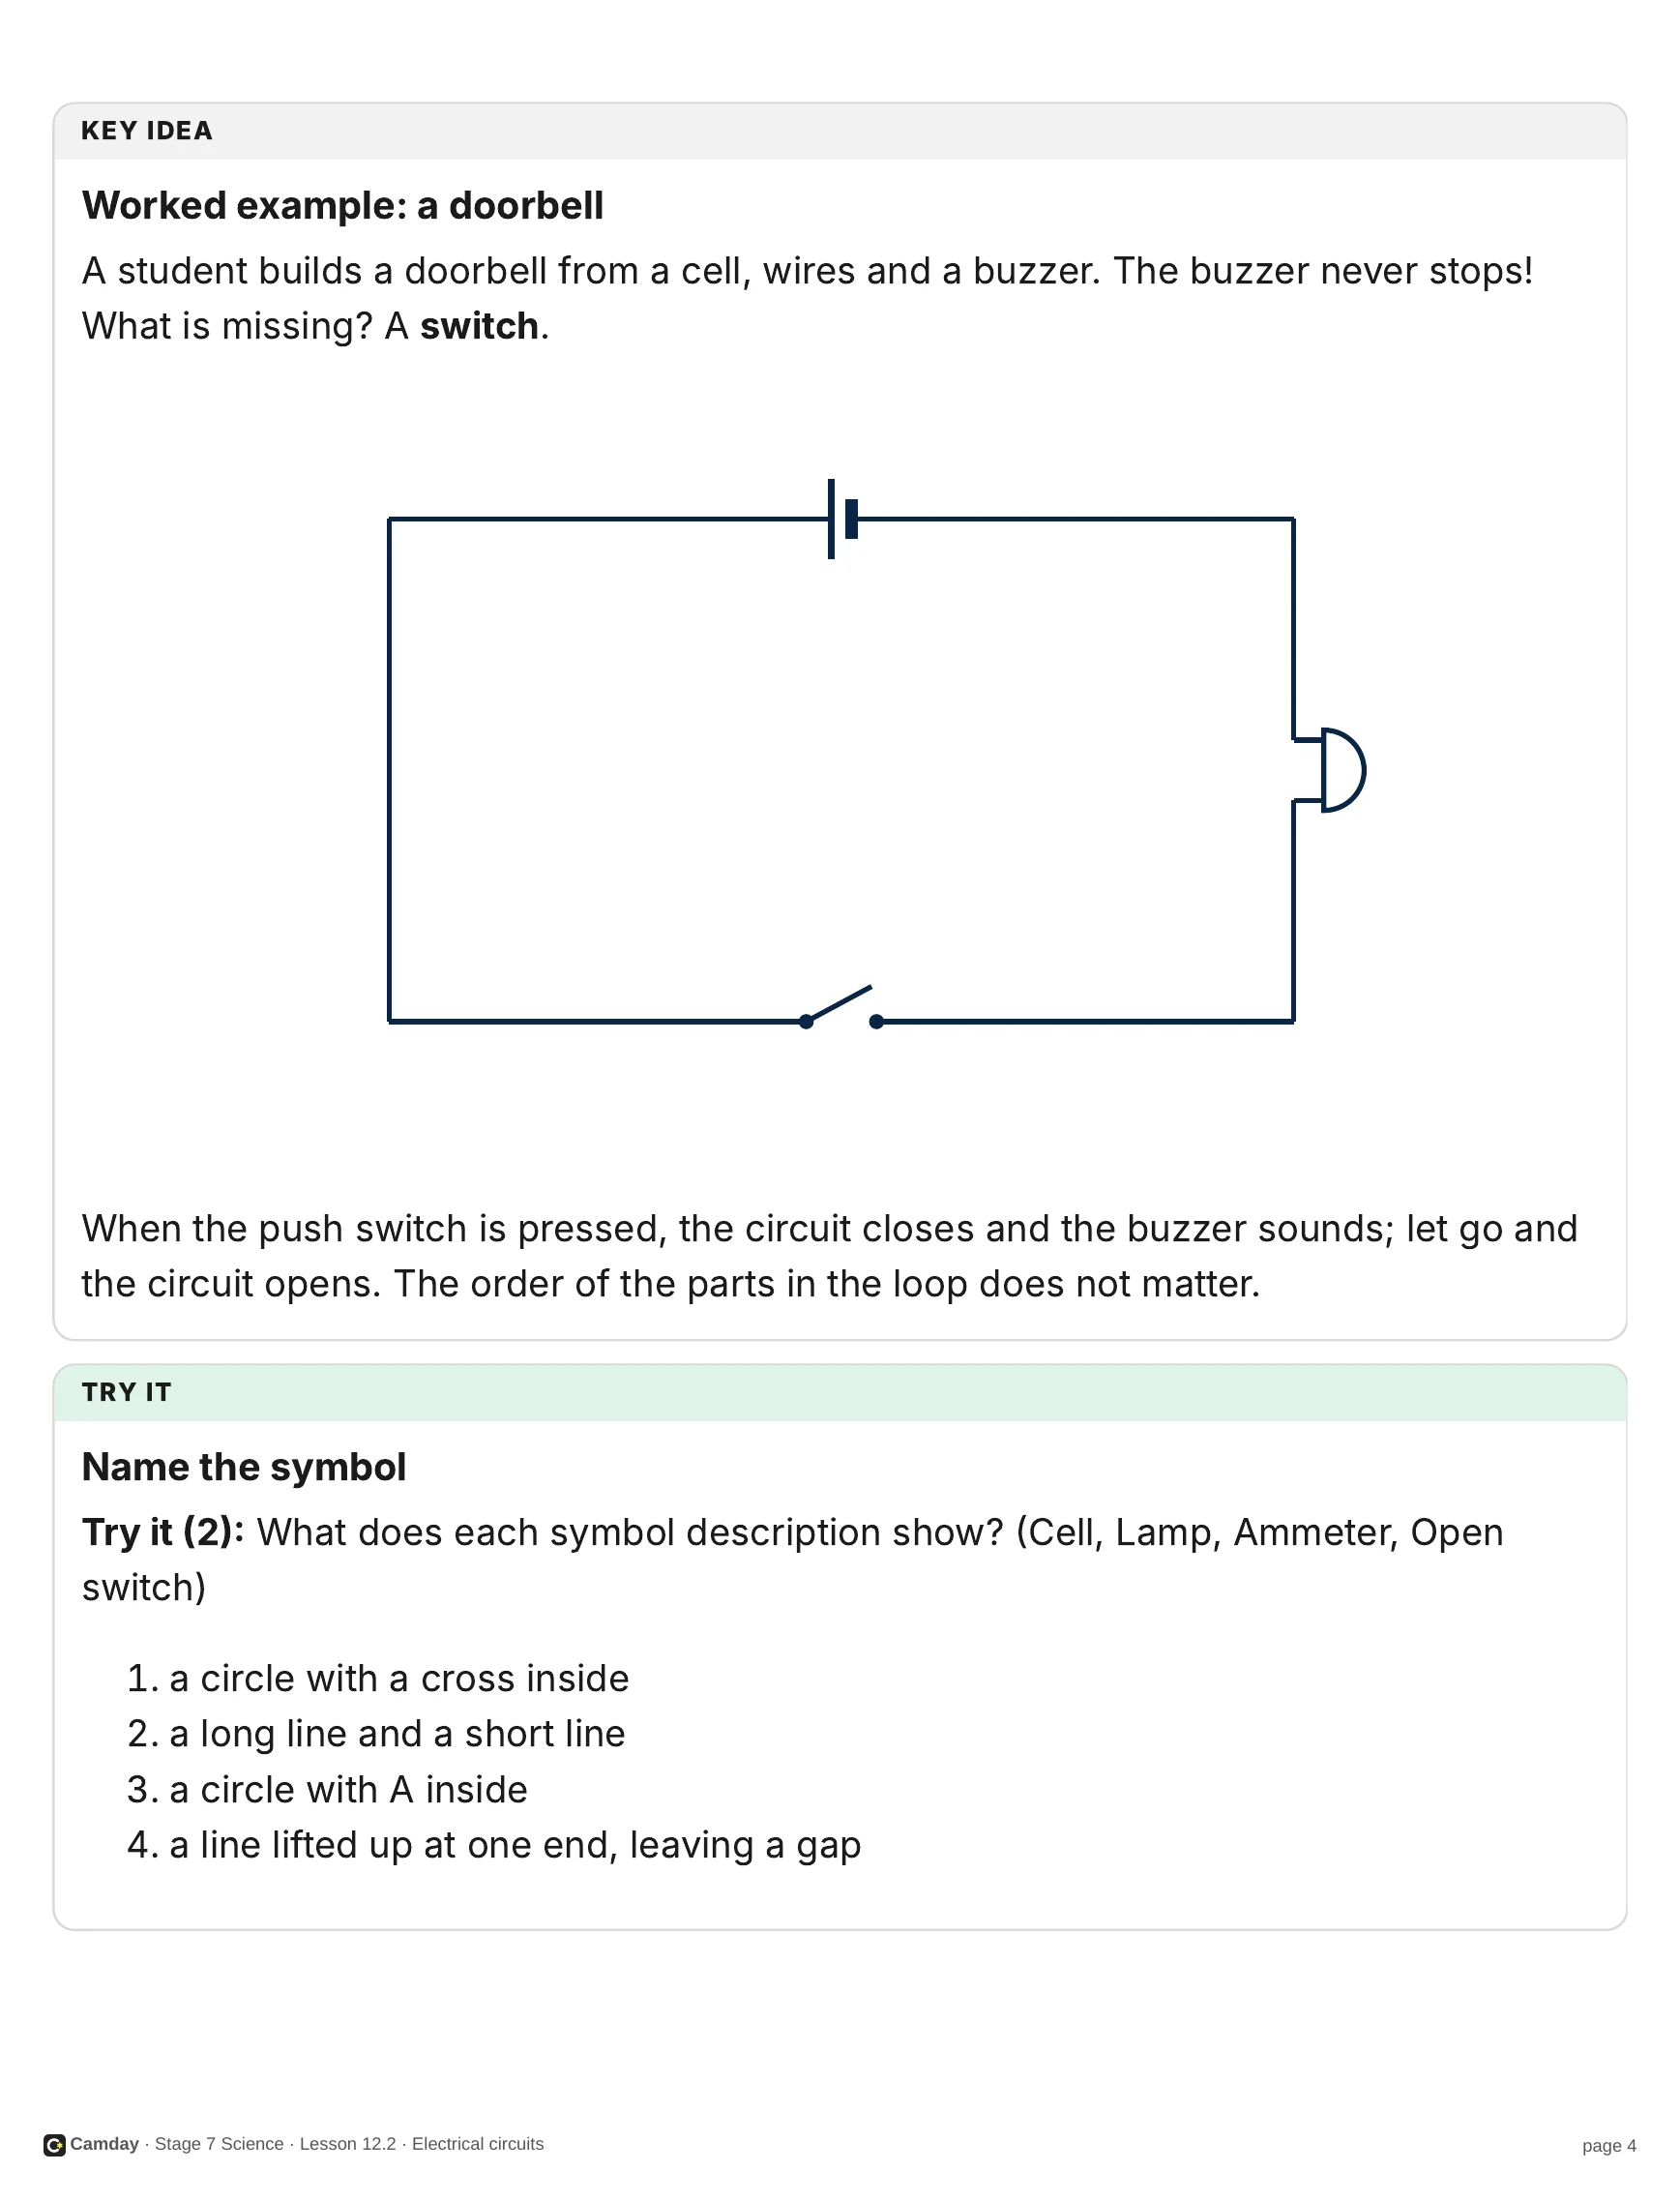 KEY IDEA
Worked example: a doorbell
A student builds a doorbell from a cell, wires and a buzzer. The buzzer never stops!
What is missing? A switch.
When the push switch is pressed, the circuit closes and the buzzer sounds; let go and
the circuit opens. The order of the parts in the loop does not matter.
TRY IT
Name the symbol
Try it (2): What does each symbol description show? (Cell, Lamp, Ammeter, Open
switch)
1. a circle with a cross inside
2. a long line and a short line
3. a circle with A inside
4. a line lifted up at one end, leaving a gap
Camday · Stage 7 Science · Lesson 12.2 · Electrical circuits
page 4